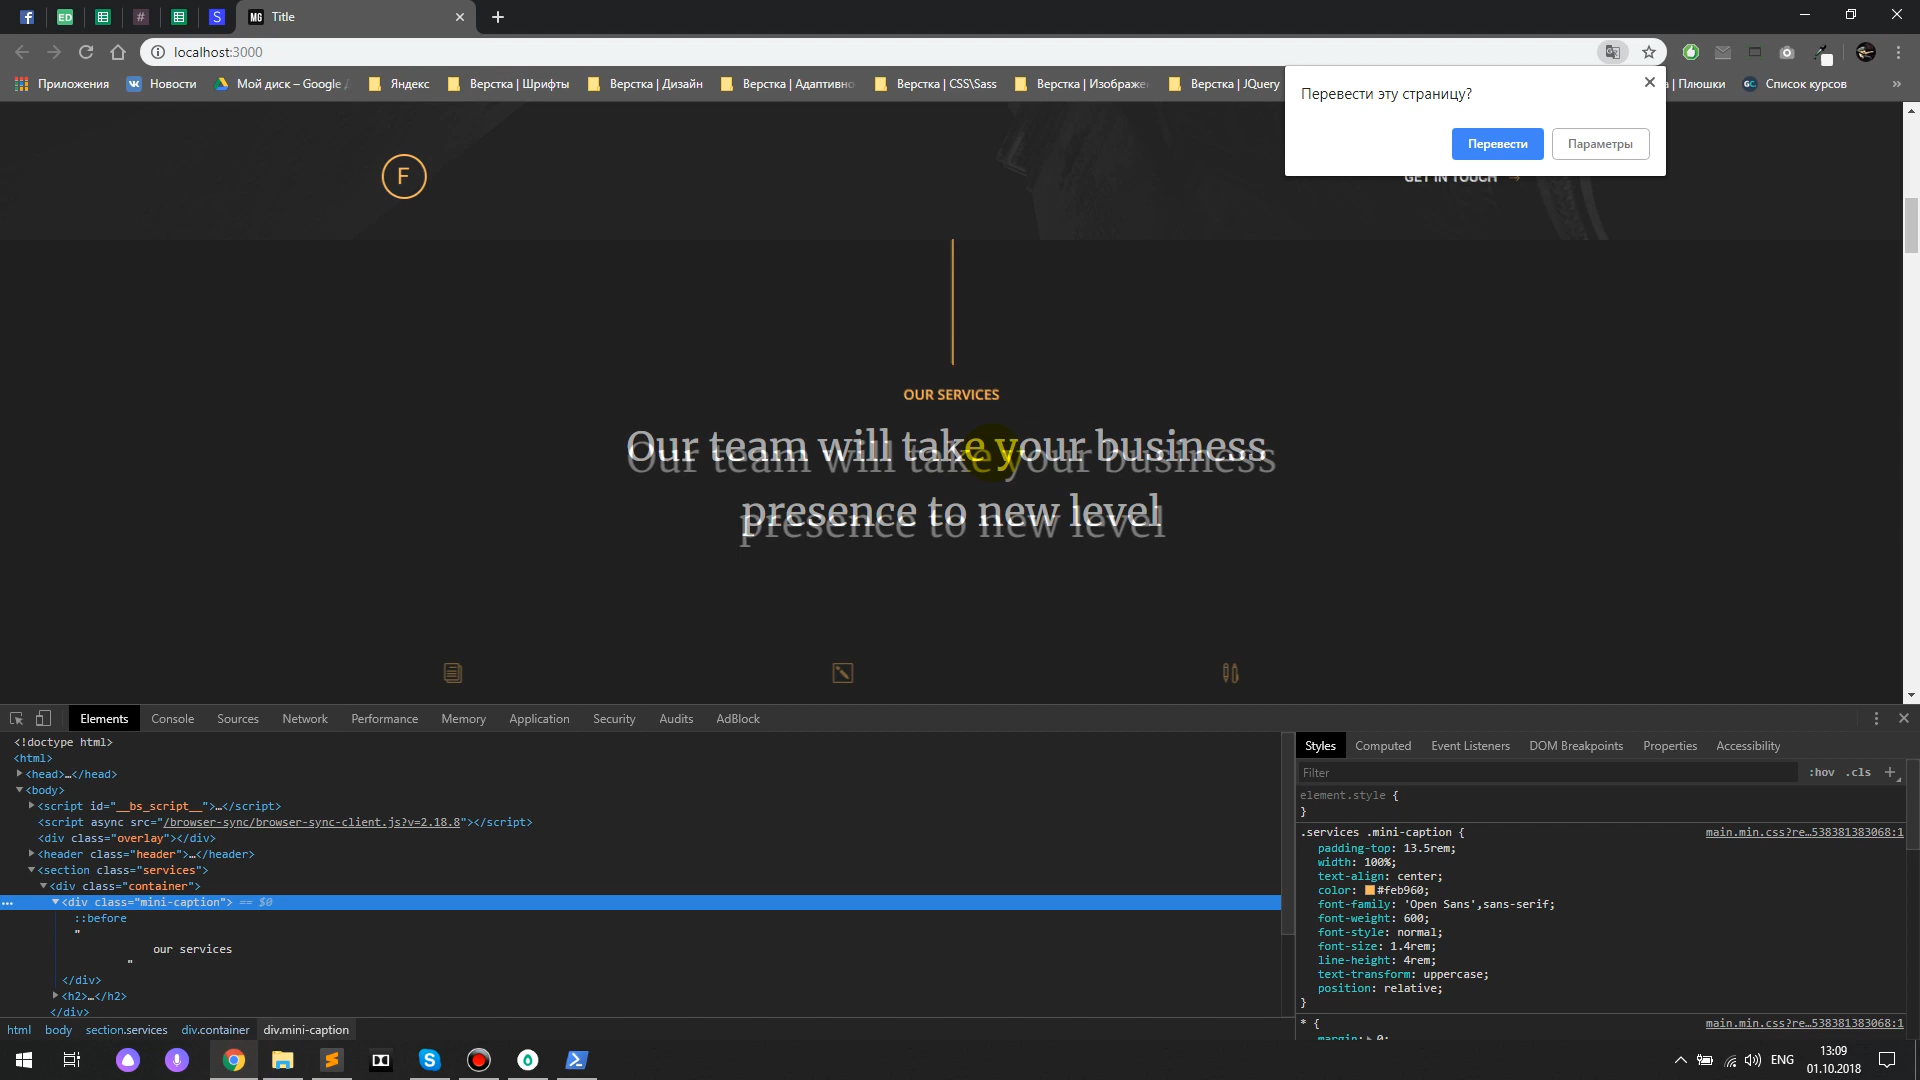 ED
#
S
MG Title
localhost:3000
Приложения
Новости
Мой диск – Google
Яндекс
Верстка | Шрифты
Верстка | Дизайн
Верстка | Адаптивно
Верстка | CSS\Sass
Верстка | Изображе
Верстка | JQuery
| Плюшки
GC
Список курсов
»
Перевести эту страницу?
Перевести
Параметры
F
GET IN TOUCH →
OUR SERVICES
Our team will take your business
presence to new level
Elements Console Sources Network Performance Memory Application Security Audits AdBlock
<!doctype html>
<html>
<head>…</head>
<body>
<script id="__bs_script__">…</script>
<script async src="/browser-sync/browser-sync-client.js?v=2.18.8"></script>
<div class="overlay"></div>
<header class="header">…</header>
<section class="services">
<div class="container">
<div class="mini-caption"> == $0
::before
"
our services
"
</div>
<h2>…</h2>
</div>
html body section.services div.container div.mini-caption
Styles Computed Event Listeners DOM Breakpoints Properties Accessibility
Filter :hov .cls +
element.style {
}
.services .mini-caption { main.min.css?re…538381383068:1
padding-top: 13.5rem;
width: 100%;
text-align: center;
color: #feb960;
font-family: 'Open Sans',sans-serif;
font-weight: 600;
font-style: normal;
font-size: 1.4rem;
line-height: 4rem;
text-transform: uppercase;
position: relative;
}
* { main.min.css?re…538381383068:1
margin: 0;
ENG
13:09
01.10.2018